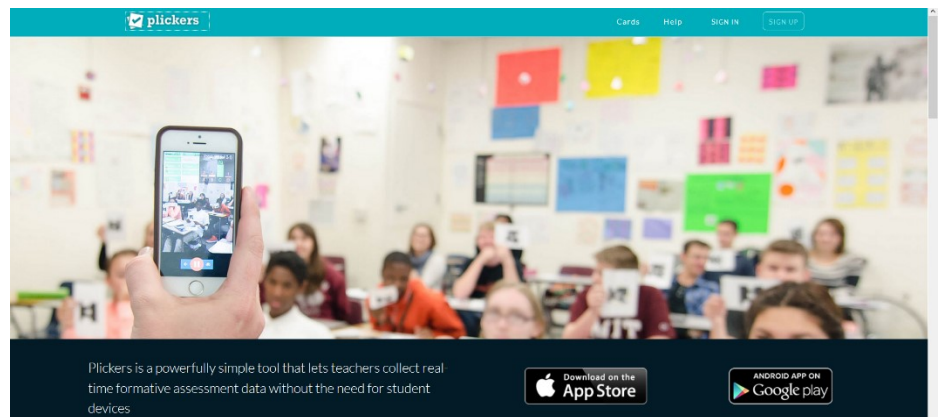 plickers
Cards Help SIGN IN SIGN UP
Plickers is a powerfully simple tool that lets teachers collect real-
time formative assessment data without the need for student
devices
Download on the
App Store
ANDROID APP ON
Google play